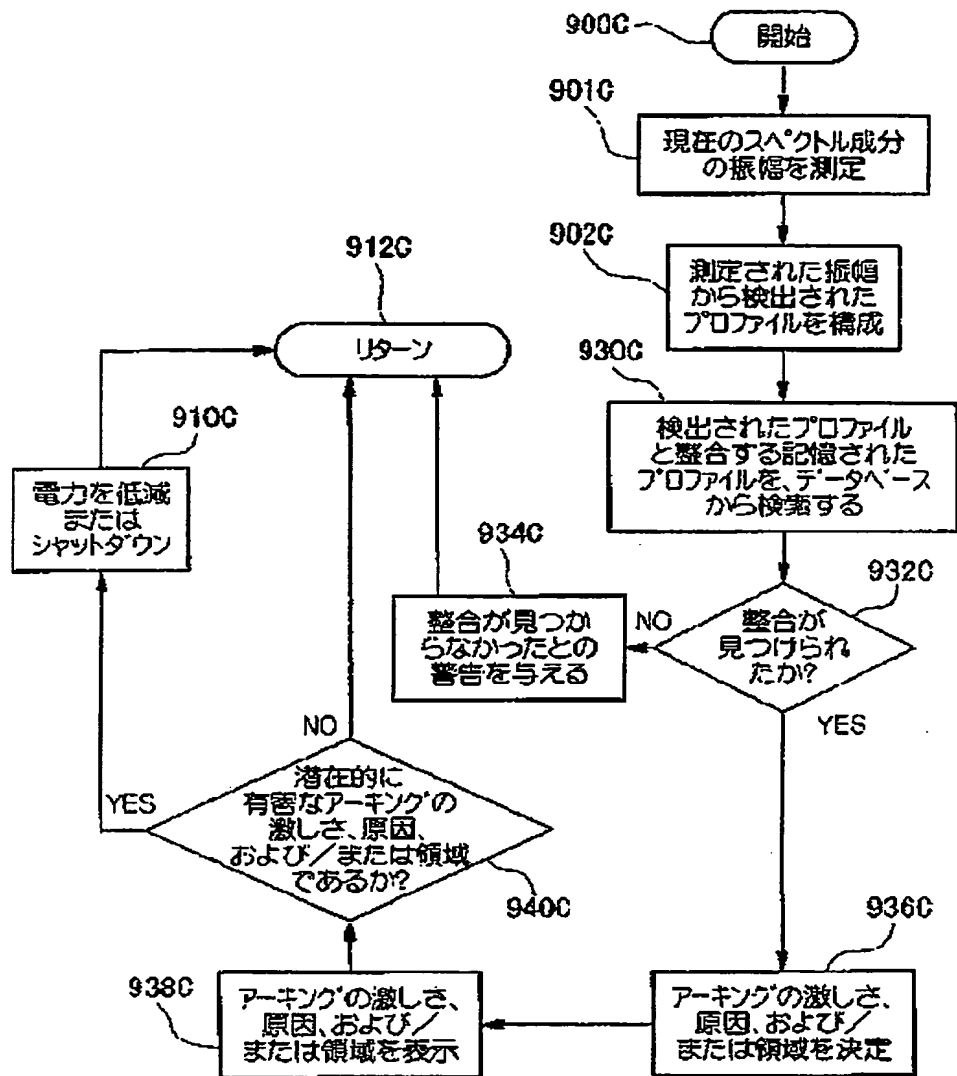 900C
開始
901C
現在のスペクトル成分
の振幅を測定
902C
測定された振幅
から検出された
プロファイルを構成
930C
検出されたプロファイル
と整合する記憶された
プロファイルを、データベース
から検索する
932C
整合が
見つけられ
たか?
NO
YES
934C
整合が見つか
らなかったとの
警告を与える
912C
リターン
910C
電力を低減
または
シャットダウン
936C
アーキングの激しさ、
原因、および/
または領域を決定
938C
アーキングの激しさ、
原因、および/
または領域を表示
940C
潜在的に
有害なアーキングの
激しさ、原因、
および/または領域
であるか?
YES
NO